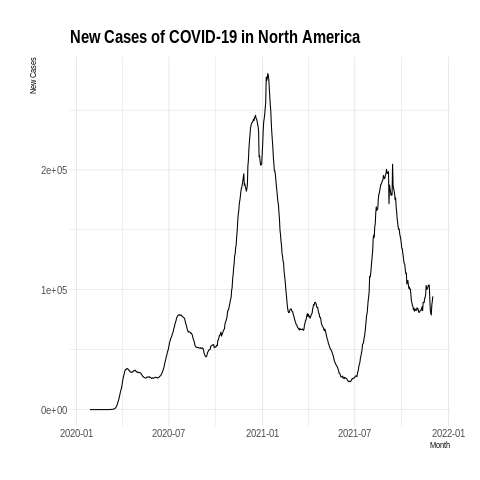 New Cases of COVID-19 in North America
New Cases
2e+05
1e+05
0e+00
2020-01 2020-07 2021-01 2021-07 2022-01
Month